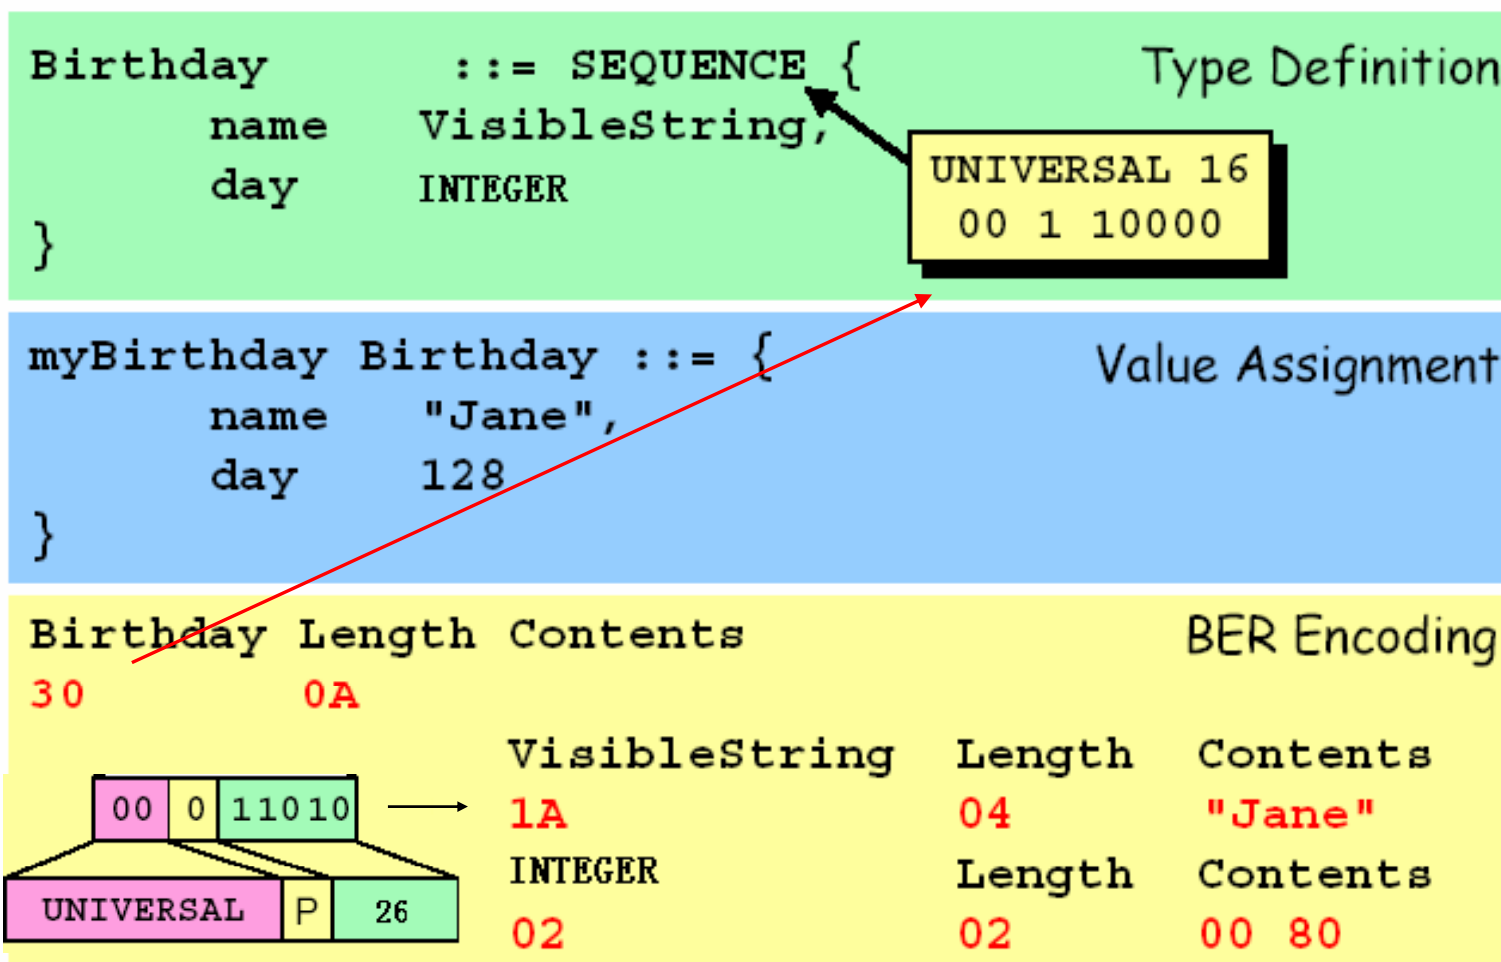 Birthday ::= SEQUENCE { Type Definition
name VisibleString,
day INTEGER
}
UNIVERSAL 16
00 1 10000
myBirthday Birthday ::= { Value Assignment
name "Jane",
day 128
}
Birthday Length Contents BER Encoding
30 0A
VisibleString Length Contents
00 0 11010 1A 04 "Jane"
INTEGER Length Contents
UNIVERSAL P 26
02 02 00 80